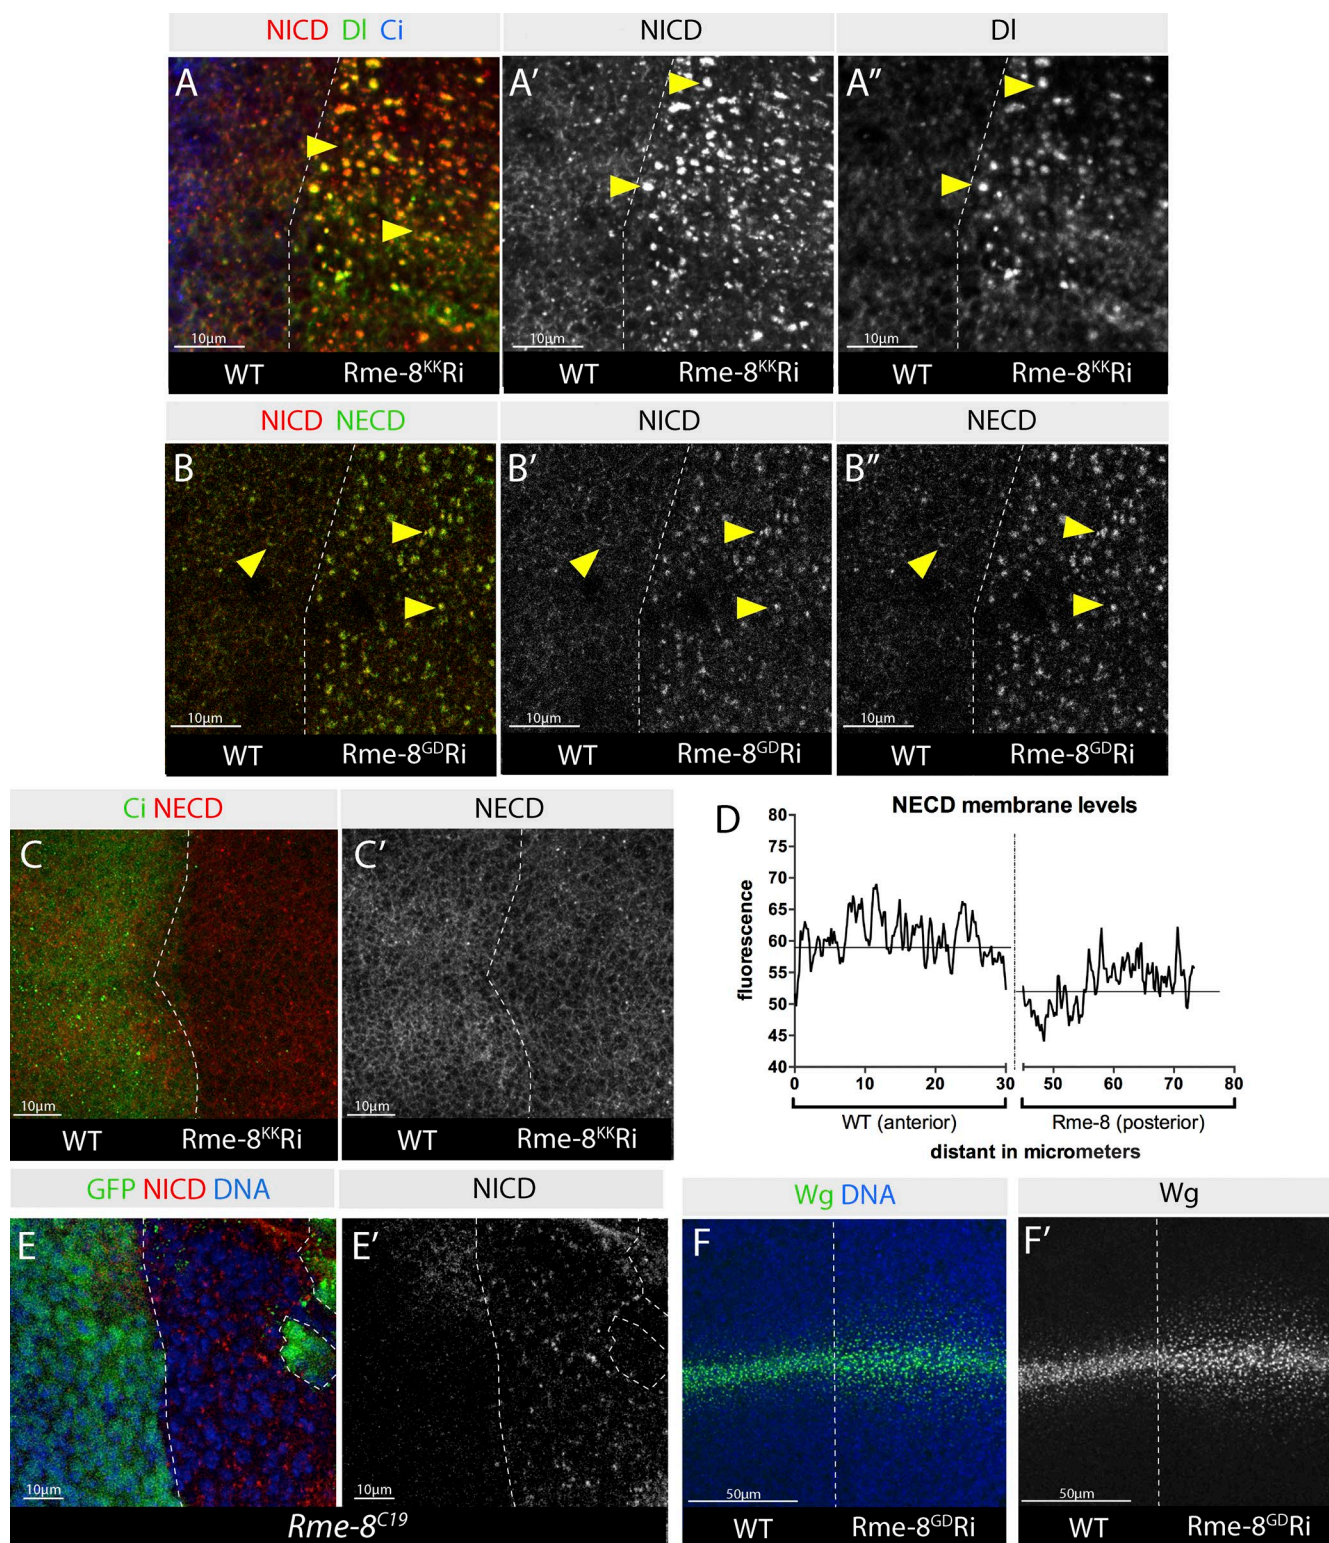 NICD Dl Ci
NICD
Dl
A
A'
A''
10µm
10µm
10µm
WT
Rme-8KKRi
WT
Rme-8KKRi
WT
Rme-8KKRi
NICD NECD
NICD
NECD
B
B'
B''
10µm
10µm
10µm
WT
Rme-8GDRi
WT
Rme-8GDRi
WT
Rme-8GDRi
Ci NECD
NECD
C
C'
10µm
10µm
WT
Rme-8KKRi
WT
Rme-8KKRi
D
NECD membrane levels
fluorescence
80
75
70
65
60
55
50
45
40
0
10
20
30
50
60
70
80
WT (anterior)
Rme-8 (posterior)
distant in micrometers
GFP NICD DNA
NICD
E
E'
10µm
10µm
Rme-8C19
Wg DNA
Wg
F
F'
50µm
50µm
WT
Rme-8GDRi
WT
Rme-8GDRi